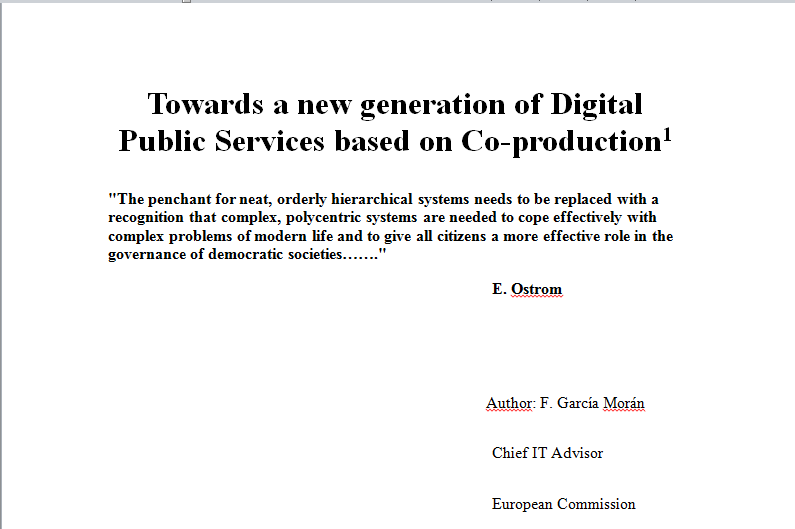 Towards a new generation of Digital
Public Services based on Co-production1
"The penchant for neat, orderly hierarchical systems needs to be replaced with a
recognition that complex, polycentric systems are needed to cope effectively with
complex problems of modern life and to give all citizens a more effective role in the
governance of democratic societies……."
E. Ostrom
Author: F. García Morán
Chief IT Advisor
European Commission